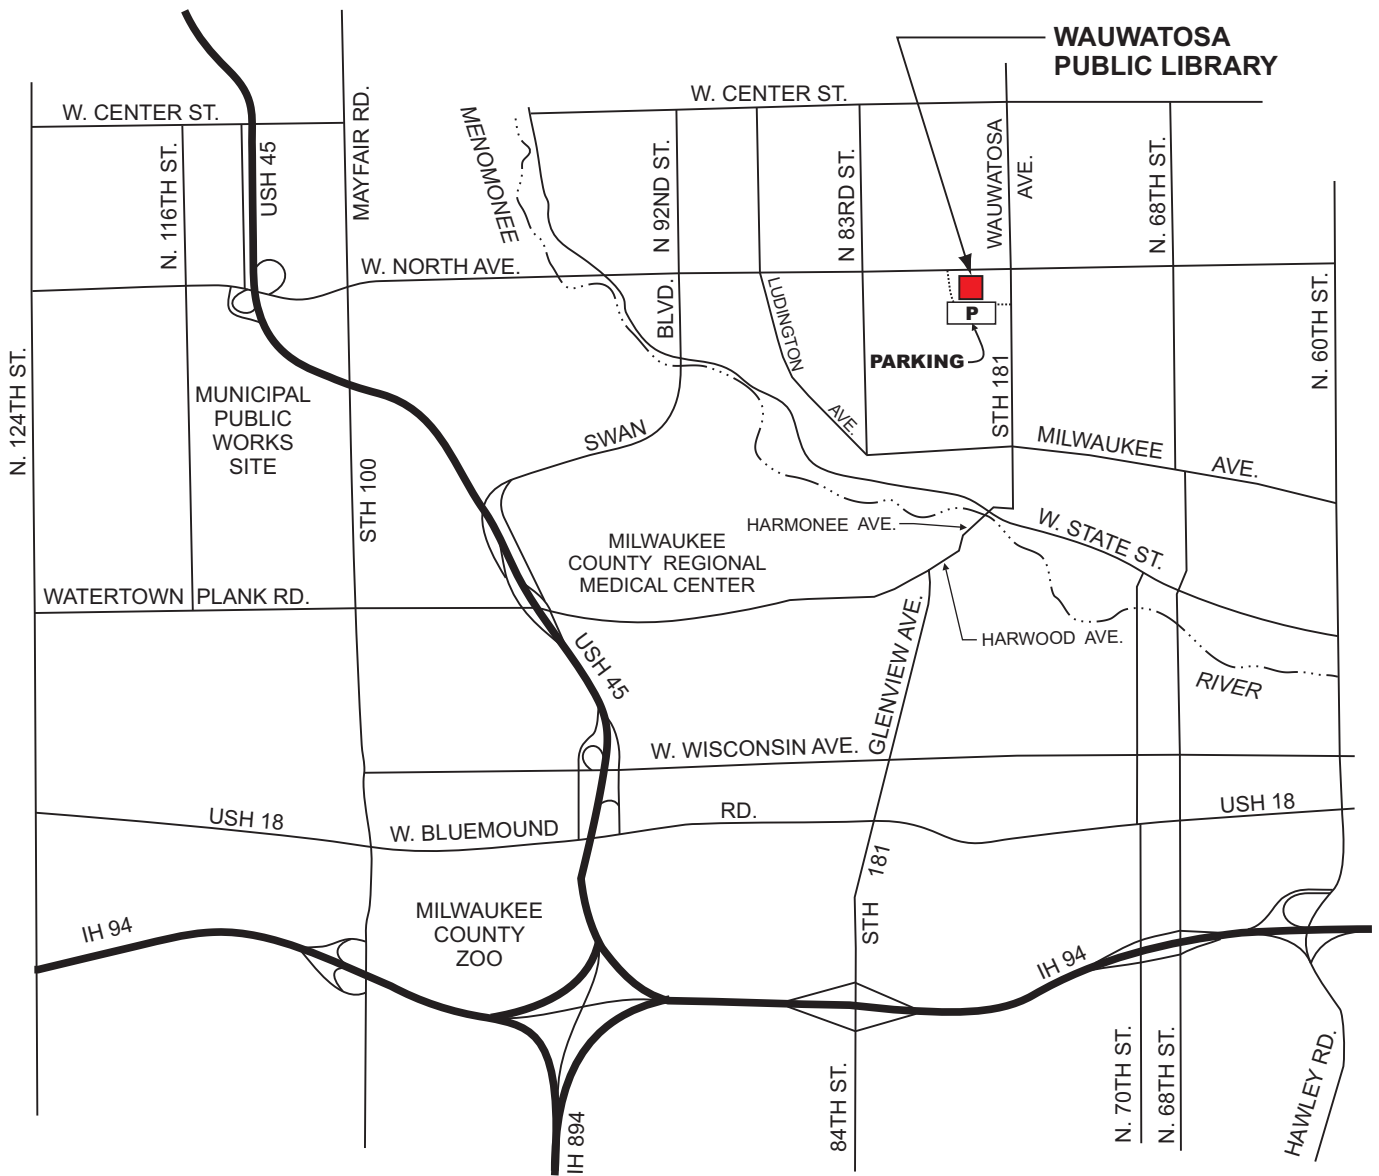 WAUWATOSA
PUBLIC LIBRARY
W. CENTER ST.
W. CENTER ST.
MAYFAIR RD.
MENOMONEE
N. 116TH ST.
USH 45
N 92ND ST.
N 83RD ST.
WAUWATOSA
AVE.
N. 68TH ST.
W. NORTH AVE.
BLVD.
LUDINGTON
AVE.
P
PARKING
STH 181
N. 60TH ST.
N. 124TH ST.
MUNICIPAL
PUBLIC
WORKS
SITE
SWAN
MILWAUKEE
AVE.
STH 100
HARMONEE AVE.
W. STATE ST.
MILWAUKEE
COUNTY REGIONAL
MEDICAL CENTER
WATERTOWN
PLANK RD.
HARWOOD AVE.
USH 45
GLENVIEW AVE.
RIVER
W. WISCONSIN AVE.
USH 18
W. BLUEMOUND
RD.
USH 18
STH
181
MILWAUKEE
COUNTY
ZOO
IH 94
IH 94
84TH ST.
N. 70TH ST.
N. 68TH ST.
HAWLEY RD.
IH 894